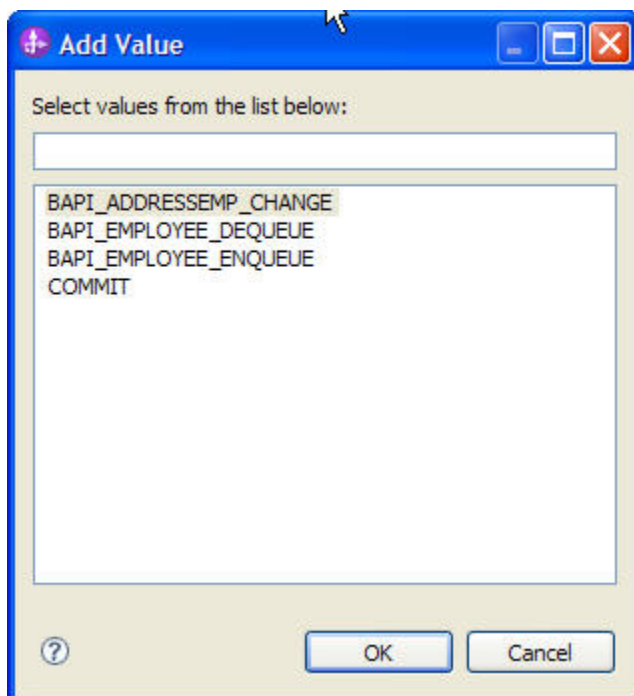 Add Value
Select values from the list below:
BAPI_ADDRESSEMP_CHANGE
BAPI_EMPLOYEE_DEQUEUE
BAPI_EMPLOYEE_ENQUEUE
COMMIT
? OK Cancel